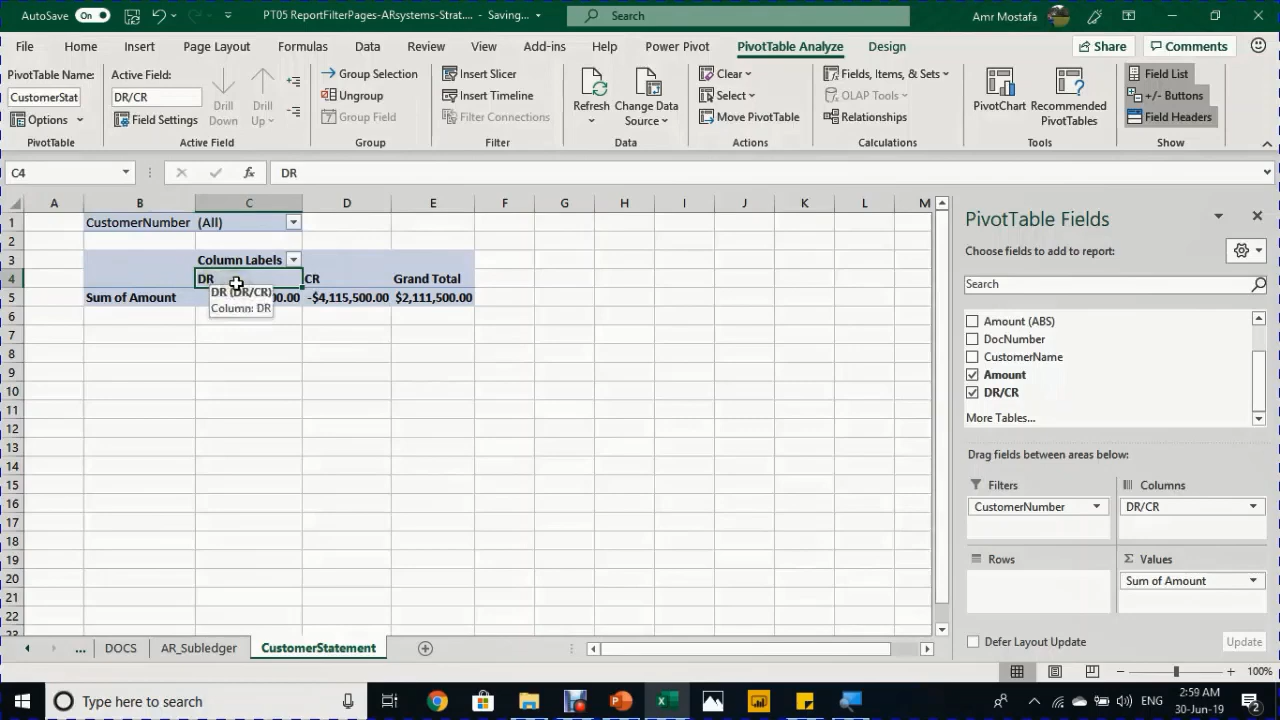 AutoSave On PT05 ReportFilterPages-ARsystems-Strat... - Saving... Search Amr Mostafa
File Home Insert Page Layout Formulas Data Review View Add-ins Help Power Pivot PivotTable Analyze Design Share Comments
PivotTable Name: Active Field: Group Selection Insert Slicer Clear Fields, Items, & Sets Field List
CustomerStat DR/CR Drill Down Drill Up Ungroup Insert Timeline Refresh Change Data Source Select OLAP Tools PivotChart Recommended PivotTables +/- Buttons
Options Field Settings Group Field Filter Connections Move PivotTable Relationships Field Headers
PivotTable Active Field Group Filter Data Actions Calculations Tools Show
C4 fx DR
A B C D E F G H I J K L M
1 CustomerNumber (All)
2
3 Column Labels
4 DR CR Grand Total
DR (DR/CR)
5 Sum of Amount 00.00 -$4,115,500.00 $2,111,500.00
Column: DR
6
7
8
9
10
11
12
13
14
15
16
17
18
19
20
21
22
23
PivotTable Fields
Choose fields to add to report:
Search
Amount (ABS)
DocNumber
CustomerName
Amount
DR/CR
More Tables...
Drag fields between areas below:
Filters Columns
CustomerNumber DR/CR
Rows Values
Sum of Amount
Defer Layout Update Update
... DOCS AR_Subledger CustomerStatement
100%
Type here to search ENG 2:59 AM
30-Jun-19 2